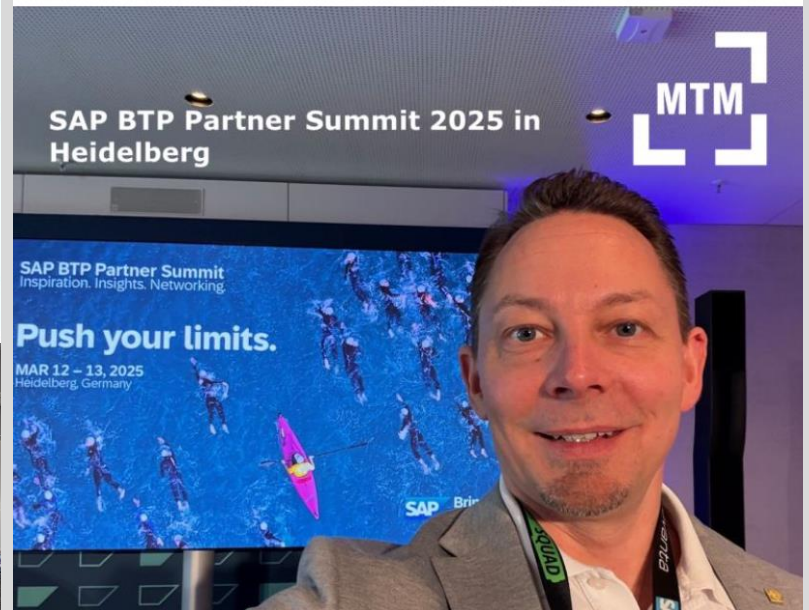 SAP BTP Partner Summit 2025 in
Heidelberg
MTM
SAP BTP Partner Summit
Inspiration. Insights. Networking.
Push your limits.
MAR 12 – 13, 2025
Heidelberg, Germany
SAP
SQUAD